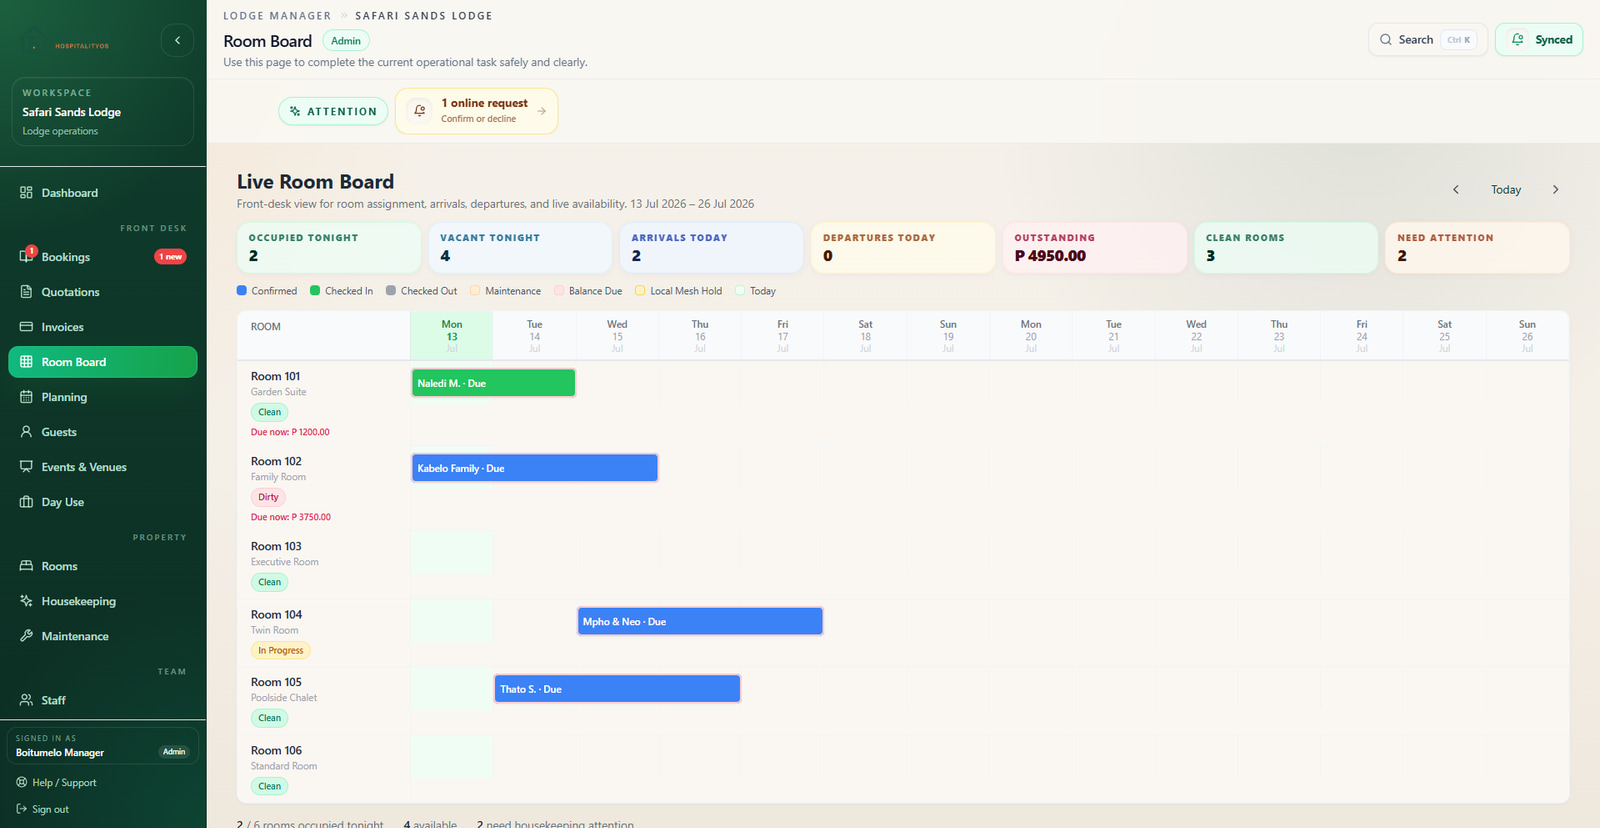 HOSPITALITYOS
WORKSPACE
Safari Sands Lodge
Lodge operations
Dashboard
FRONT DESK
1
Bookings
1 new
Quotations
Invoices
Room Board
Planning
Guests
Events & Venues
Day Use
PROPERTY
Rooms
Housekeeping
Maintenance
TEAM
Staff
SIGNED IN AS
Boitumelo Manager
Admin
Help / Support
Sign out
LODGE MANAGER » SAFARI SANDS LODGE
Room Board Admin
Use this page to complete the current operational task safely and clearly.
Search Ctrl K
Synced
ATTENTION
1 online request
Confirm or decline
Live Room Board
Front-desk view for room assignment, arrivals, departures, and live availability. 13 Jul 2026 – 26 Jul 2026
Today
OCCUPIED TONIGHT
2
VACANT TONIGHT
4
ARRIVALS TODAY
2
DEPARTURES TODAY
0
OUTSTANDING
P 4950.00
CLEAN ROOMS
3
NEED ATTENTION
2
Confirmed Checked In Checked Out Maintenance Balance Due Local Mesh Hold Today
ROOM
Mon 13 Jul
Tue 14 Jul
Wed 15 Jul
Thu 16 Jul
Fri 17 Jul
Sat 18 Jul
Sun 19 Jul
Mon 20 Jul
Tue 21 Jul
Wed 22 Jul
Thu 23 Jul
Fri 24 Jul
Sat 25 Jul
Sun 26 Jul
Room 101
Garden Suite
Clean
Due now: P 1200.00
Naledi M. · Due
Room 102
Family Room
Dirty
Due now: P 3750.00
Kabelo Family · Due
Room 103
Executive Room
Clean
Room 104
Twin Room
In Progress
Mpho & Neo · Due
Room 105
Poolside Chalet
Clean
Thato S. · Due
Room 106
Standard Room
Clean
2 / 6 rooms occupied tonight 4 available 2 need housekeeping attention